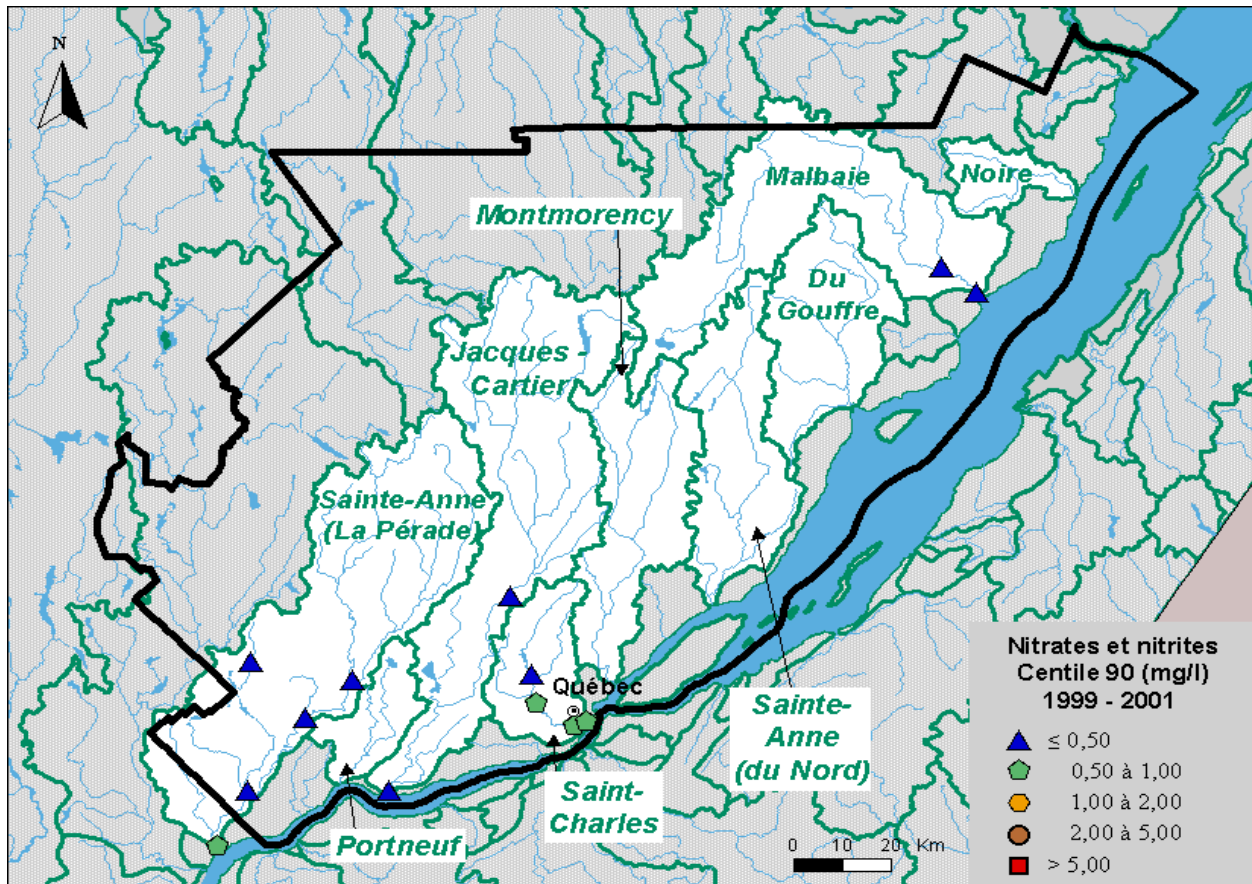 N
Malbaie
Noire
Montmorency
Du
Gouffre
Jacques -
Cartier
Sainte-Anne
(La Pérade)
Québec
Sainte-
Anne
(du Nord)
Saint-
Charles
Portneuf
0 10 20 Km
Nitrates et nitrites
Centile 90 (mg/l)
1999 - 2001
≤ 0,50
0,50 à 1,00
1,00 à 2,00
2,00 à 5,00
> 5,00